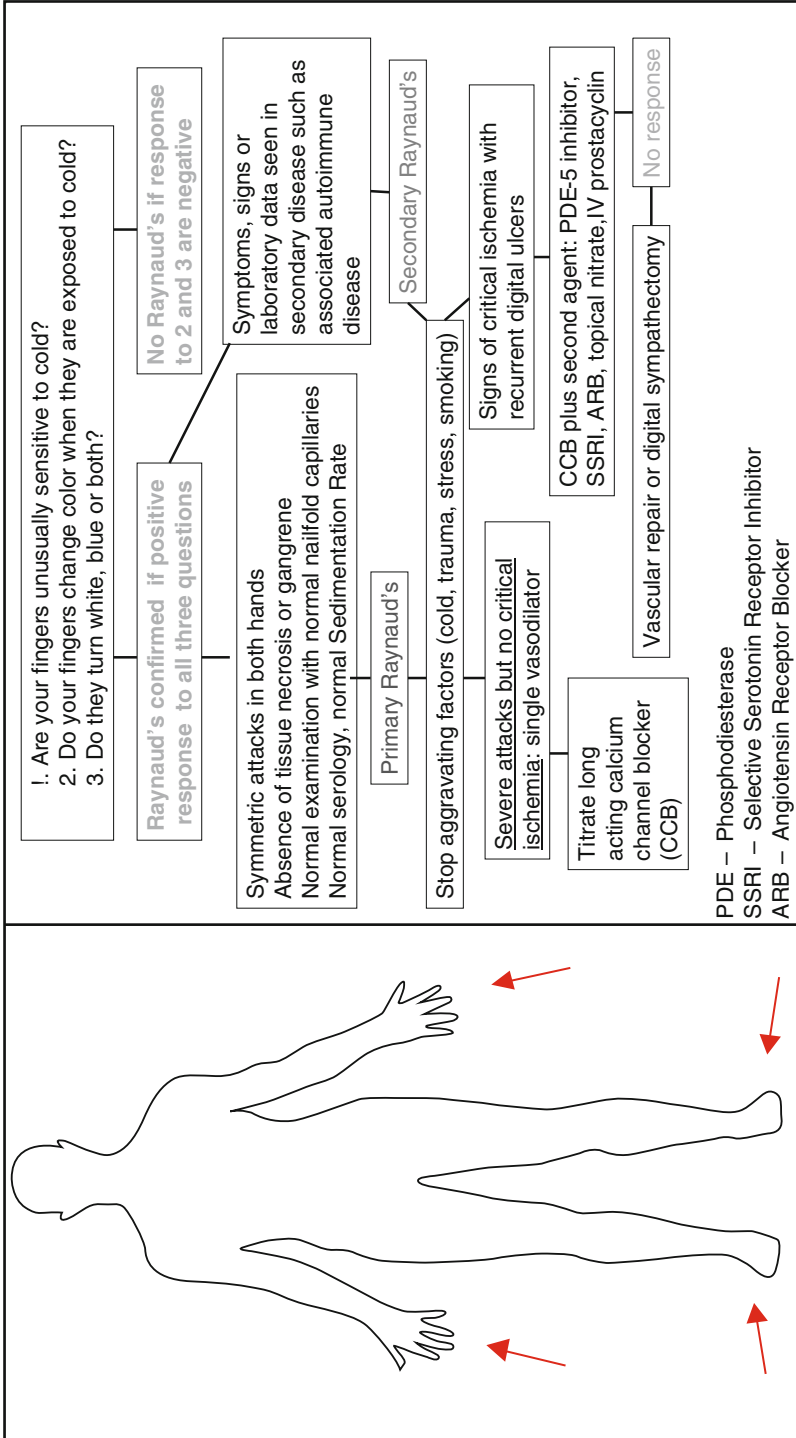 !. Are your fingers unusually sensitive to cold?
2. Do your fingers change color when they are exposed to cold?
3. Do they turn white, blue or both?
Raynaud's confirmed if positive
response to all three questions
No Raynaud's if response
to 2 and 3 are negative
Symmetric attacks in both hands
Absence of tissue necrosis or gangrene
Normal examination with normal nailfold capillaries
Normal serology, normal Sedimentation Rate
Symptoms, signs or
laboratory data seen in
secondary disease such as
associated autoimmune
disease
Primary Raynaud's
Secondary Raynaud's
Stop aggravating factors (cold, trauma, stress, smoking)
Severe attacks but no critical
ischemia: single vasodilator
Signs of critical ischemia with
recurrent digital ulcers
Titrate long
acting calcium
channel blocker
(CCB)
CCB plus second agent: PDE-5 inhibitor,
SSRI, ARB, topical nitrate,IV prostacyclin
Vascular repair or digital sympathectomy
No response
PDE – Phosphodiesterase
SSRI – Selective Serotonin Receptor Inhibitor
ARB – Angiotensin Receptor Blocker